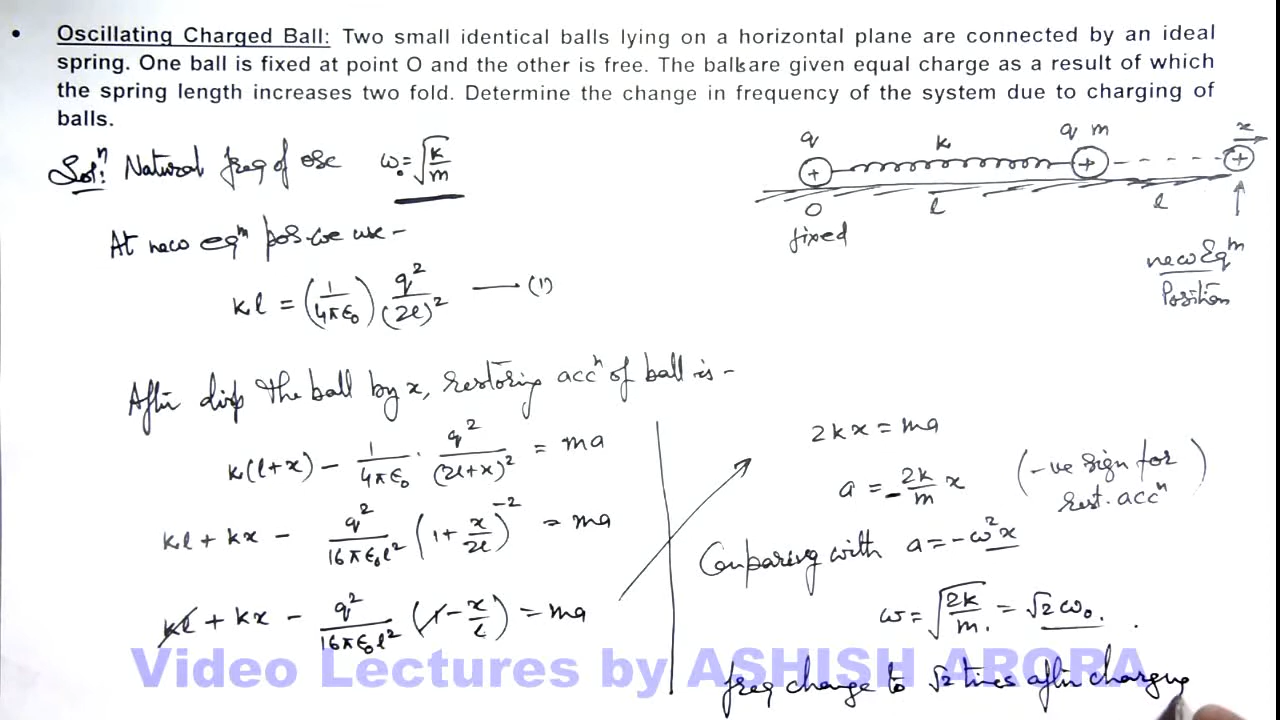 • Oscillating Charged Ball: Two small identical balls lying on a horizontal plane are connected by an ideal
spring. One ball is fixed at point O and the other is free. The balls are given equal charge as a result of which
the spring length increases two fold. Determine the change in frequency of the system due to charging of
balls.
Solⁿ: Natural freq of osc ω₀ = √(k/m)
q k q m x
+ + +
O l l
fixed
new Eqᵐ
Position
At new eqᵐ pos. we use –
kl = (1/4πε₀) q²/(2l)² —— (1)
After disp the ball by x, restoring accⁿ of ball is –
k(l+x) – 1/4πε₀ · q²/(2l+x)² = ma
kl + kx – q²/16πε₀l² (1 + x/2l)⁻² = ma
kl + kx – q²/16πε₀l² (1 – x/l) = ma
2kx = ma
a = – 2k/m x (–ve sign for
rest. accⁿ)
Comparing with a = –ω²x
ω = √(2k/m) = √2 ω₀.
freq change to √2 times after charging
Video Lectures by ASHISH ARORA